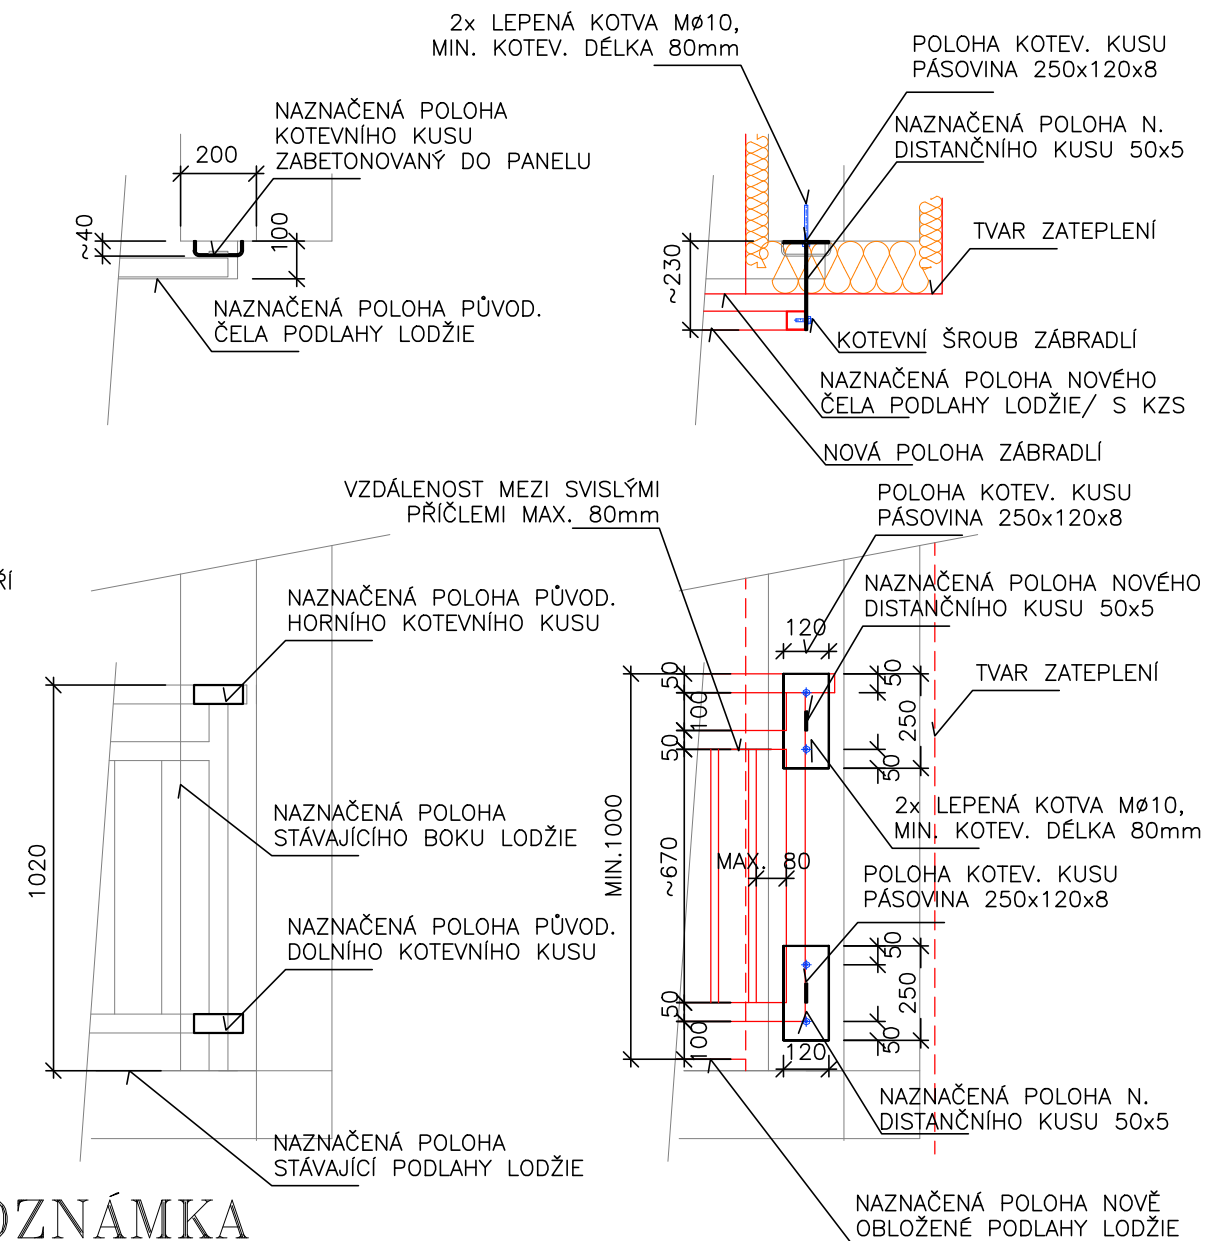 2x LEPENÁ KOTVA MØ10,
MIN. KOTEV. DÉLKA 80mm
POLOHA KOTEV. KUSU
PÁSOVINA 250x120x8
NAZNAČENÁ POLOHA
KOTEVNÍHO KUSU
ZABETONOVANÝ DO PANELU
NAZNAČENÁ POLOHA N.
DISTANČNÍHO KUSU 50x5
200
~40
100
TVAR ZATEPLENÍ
~230
NAZNAČENÁ POLOHA PŮVOD.
ČELA PODLAHY LODŽIE
KOTEVNÍ ŠROUB ZÁBRADLÍ
NAZNAČENÁ POLOHA NOVÉHO
ČELA PODLAHY LODŽIE/ S KZS
NOVÁ POLOHA ZÁBRADLÍ
VZDÁLENOST MEZI SVISLÝMI
PŘÍČLEMI MAX. 80mm
POLOHA KOTEV. KUSU
PÁSOVINA 250x120x8
ŘÍ
NAZNAČENÁ POLOHA PŮVOD.
HORNÍHO KOTEVNÍHO KUSU
NAZNAČENÁ POLOHA NOVÉHO
DISTANČNÍHO KUSU 50x5
120
TVAR ZATEPLENÍ
50
100
50
50
250
50
NAZNAČENÁ POLOHA
STÁVAJÍCÍHO BOKU LODŽIE
2x LEPENÁ KOTVA MØ10,
MIN. KOTEV. DÉLKA 80mm
1020
MIN.1000
~670
MAX. 80
POLOHA KOTEV. KUSU
PÁSOVINA 250x120x8
NAZNAČENÁ POLOHA PŮVOD.
DOLNÍHO KOTEVNÍHO KUSU
50
250
50
50
100
120
NAZNAČENÁ POLOHA N.
DISTANČNÍHO KUSU 50x5
NAZNAČENÁ POLOHA
STÁVAJÍCÍ PODLAHY LODŽIE
NAZNAČENÁ POLOHA NOVĚ
OBLOŽENÉ PODLAHY LODŽIE
OZNÁMKA